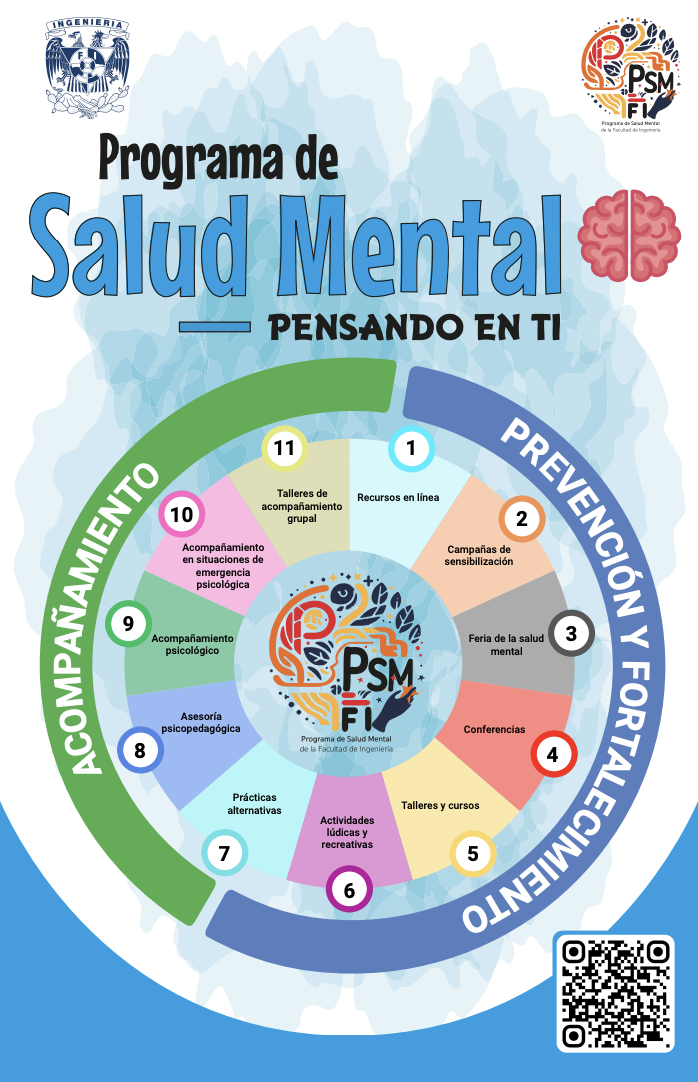 INGENIERIA
F I
PSM
FI
Programa de Salud Mental
de la Facultad de Ingeniería
Programa de
Salud Mental
PENSANDO EN TI
ACOMPAÑAMIENTO
PREVENCIÓN Y FORTALECIMIENTO
1
Recursos en línea
2
Campañas de
sensibilización
3
Feria de la salud
mental
4
Conferencias
5
Talleres y cursos
6
Actividades
lúdicas y
recreativas
7
Prácticas
alternativas
8
Asesoría
psicopedagógica
9
Acompañamiento
psicológico
10
Acompañamiento
en situaciones de
emergencia
psicológica
11
Talleres de
acompañamiento
grupal
PSM
FI
Programa de Salud Mental
de la Facultad de Ingeniería